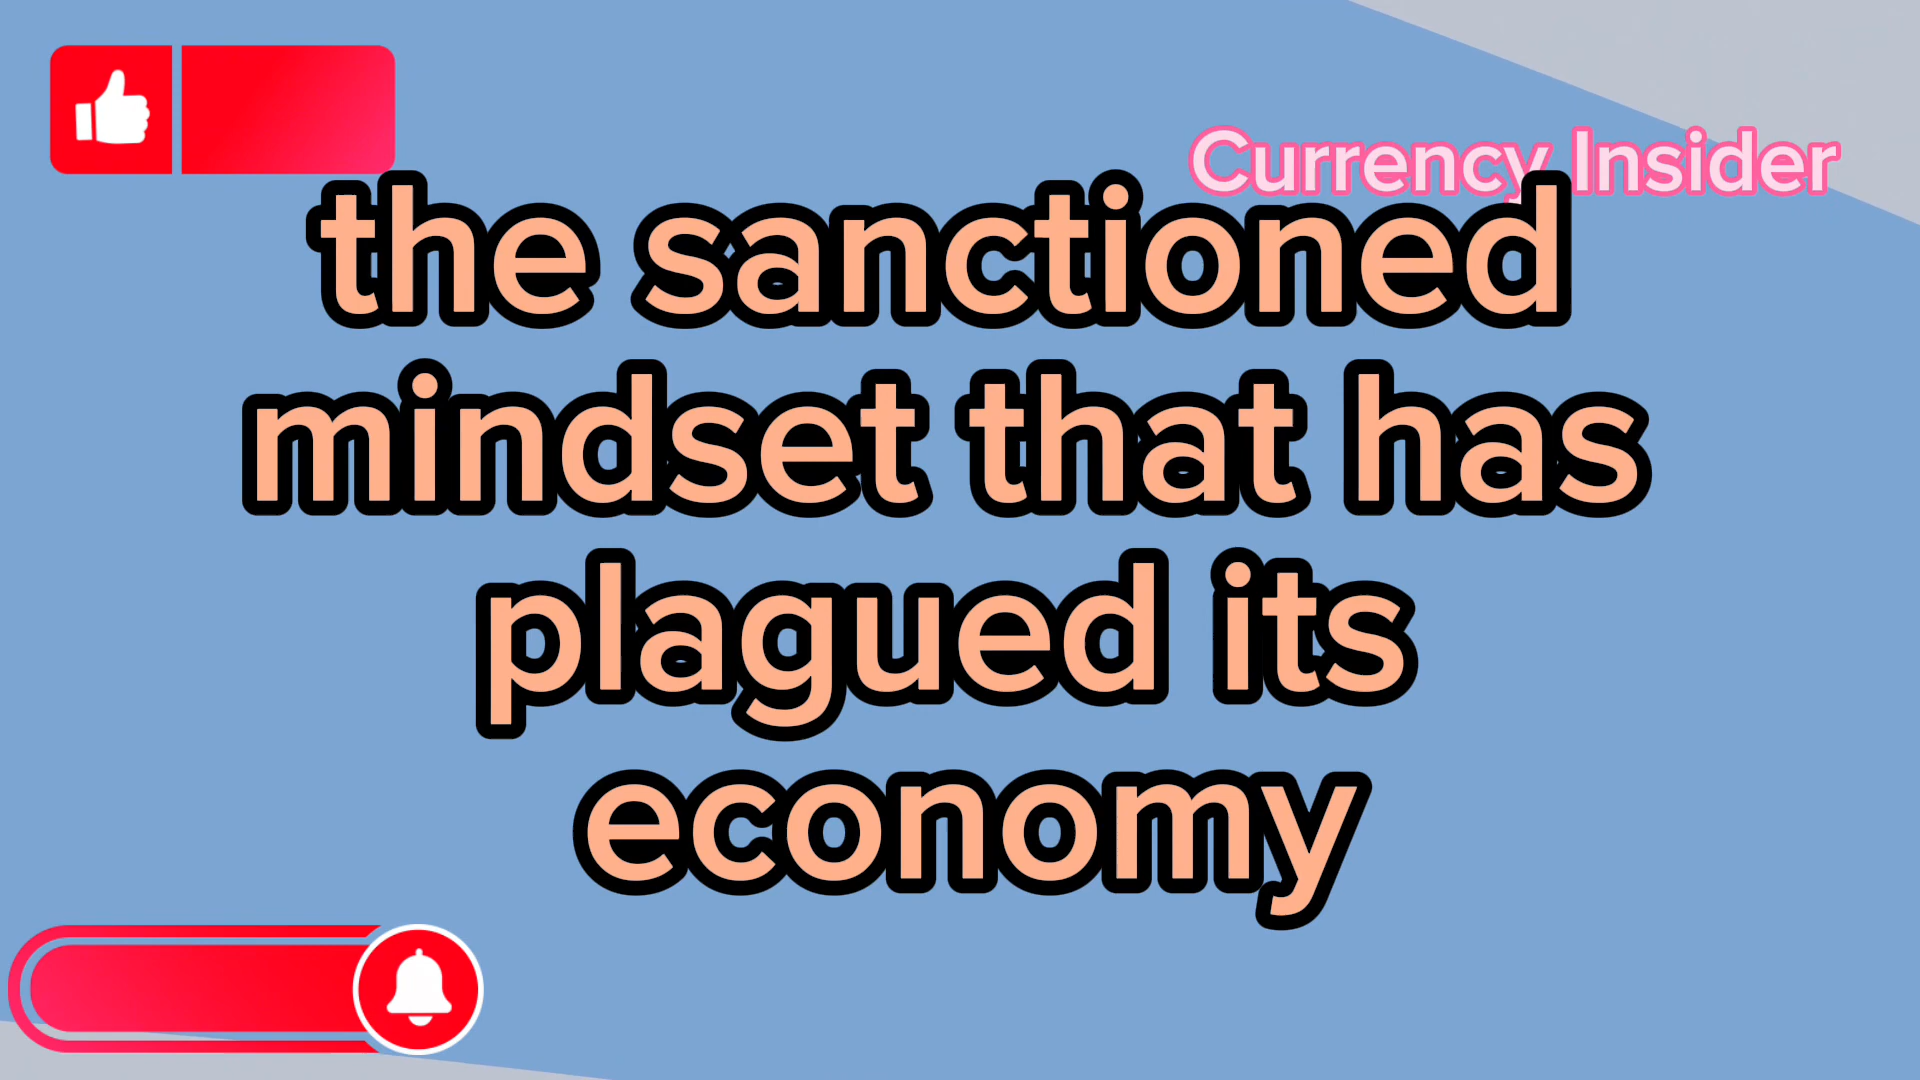 Currency Insider
the sanctioned
mindset that has
plagued its
economy